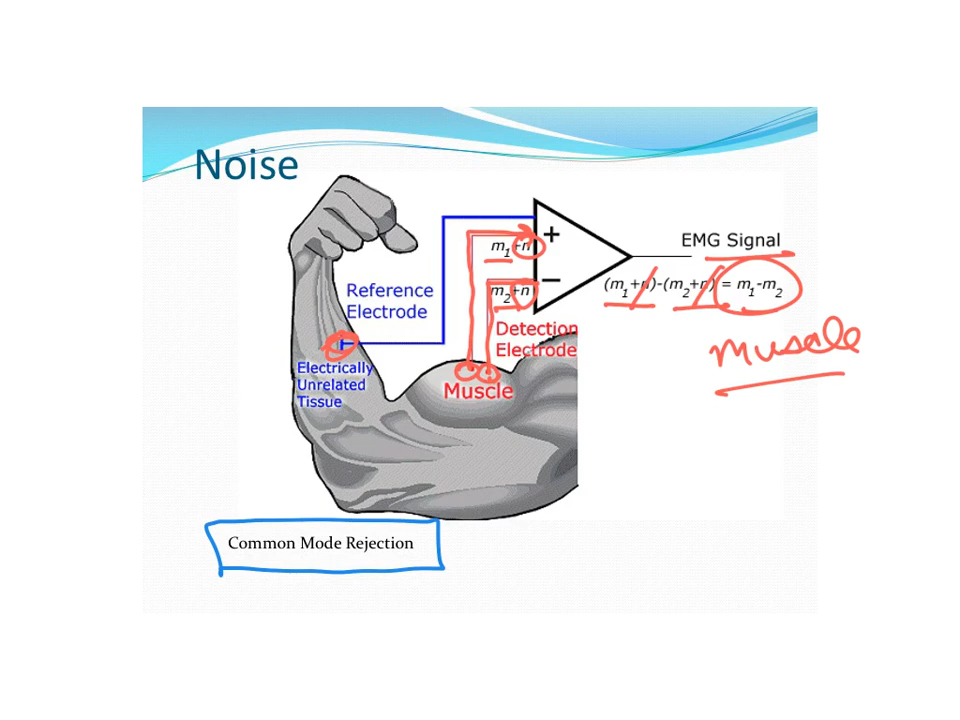 Noise
+
m1+n
EMG Signal
−
m2+n
(m1+n)-(m2+n) = m1-m2
Reference
Electrode
Detection
Electrode
muscle
Electrically
Unrelated
Tissue
Muscle
Common Mode Rejection